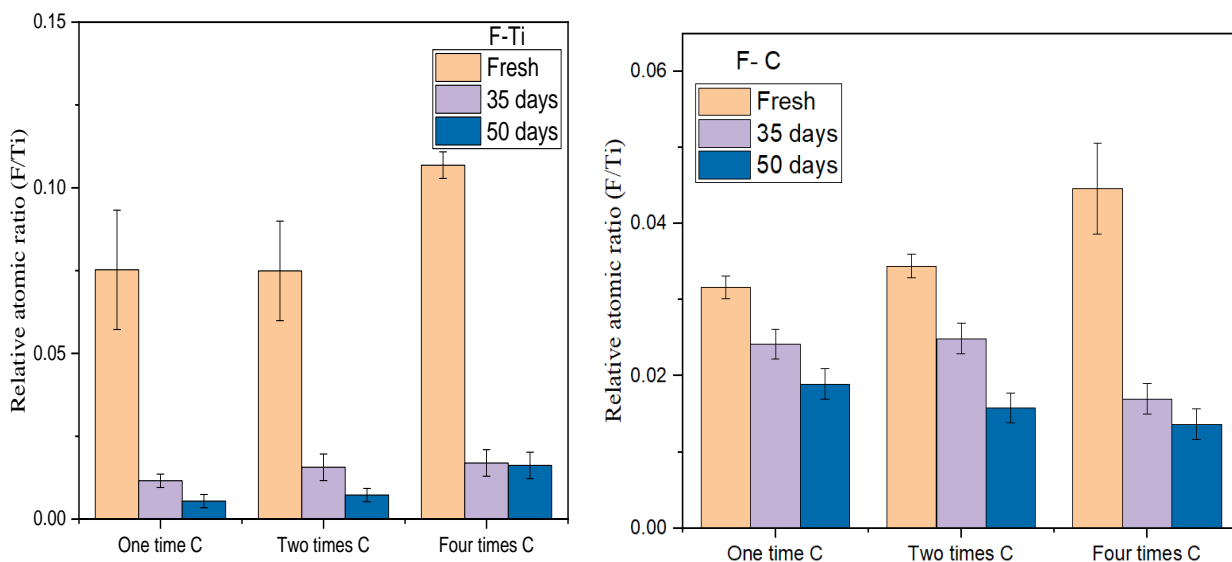 Relative atomic ratio (F/Ti)
0.15
0.10
0.05
0.00
F-Ti
Fresh
35 days
50 days
One time C
Two times C
Four times C
Relative atomic ratio (F/Ti)
0.06
0.04
0.02
0.00
F- C
Fresh
35 days
50 days
One time C
Two times C
Four times C